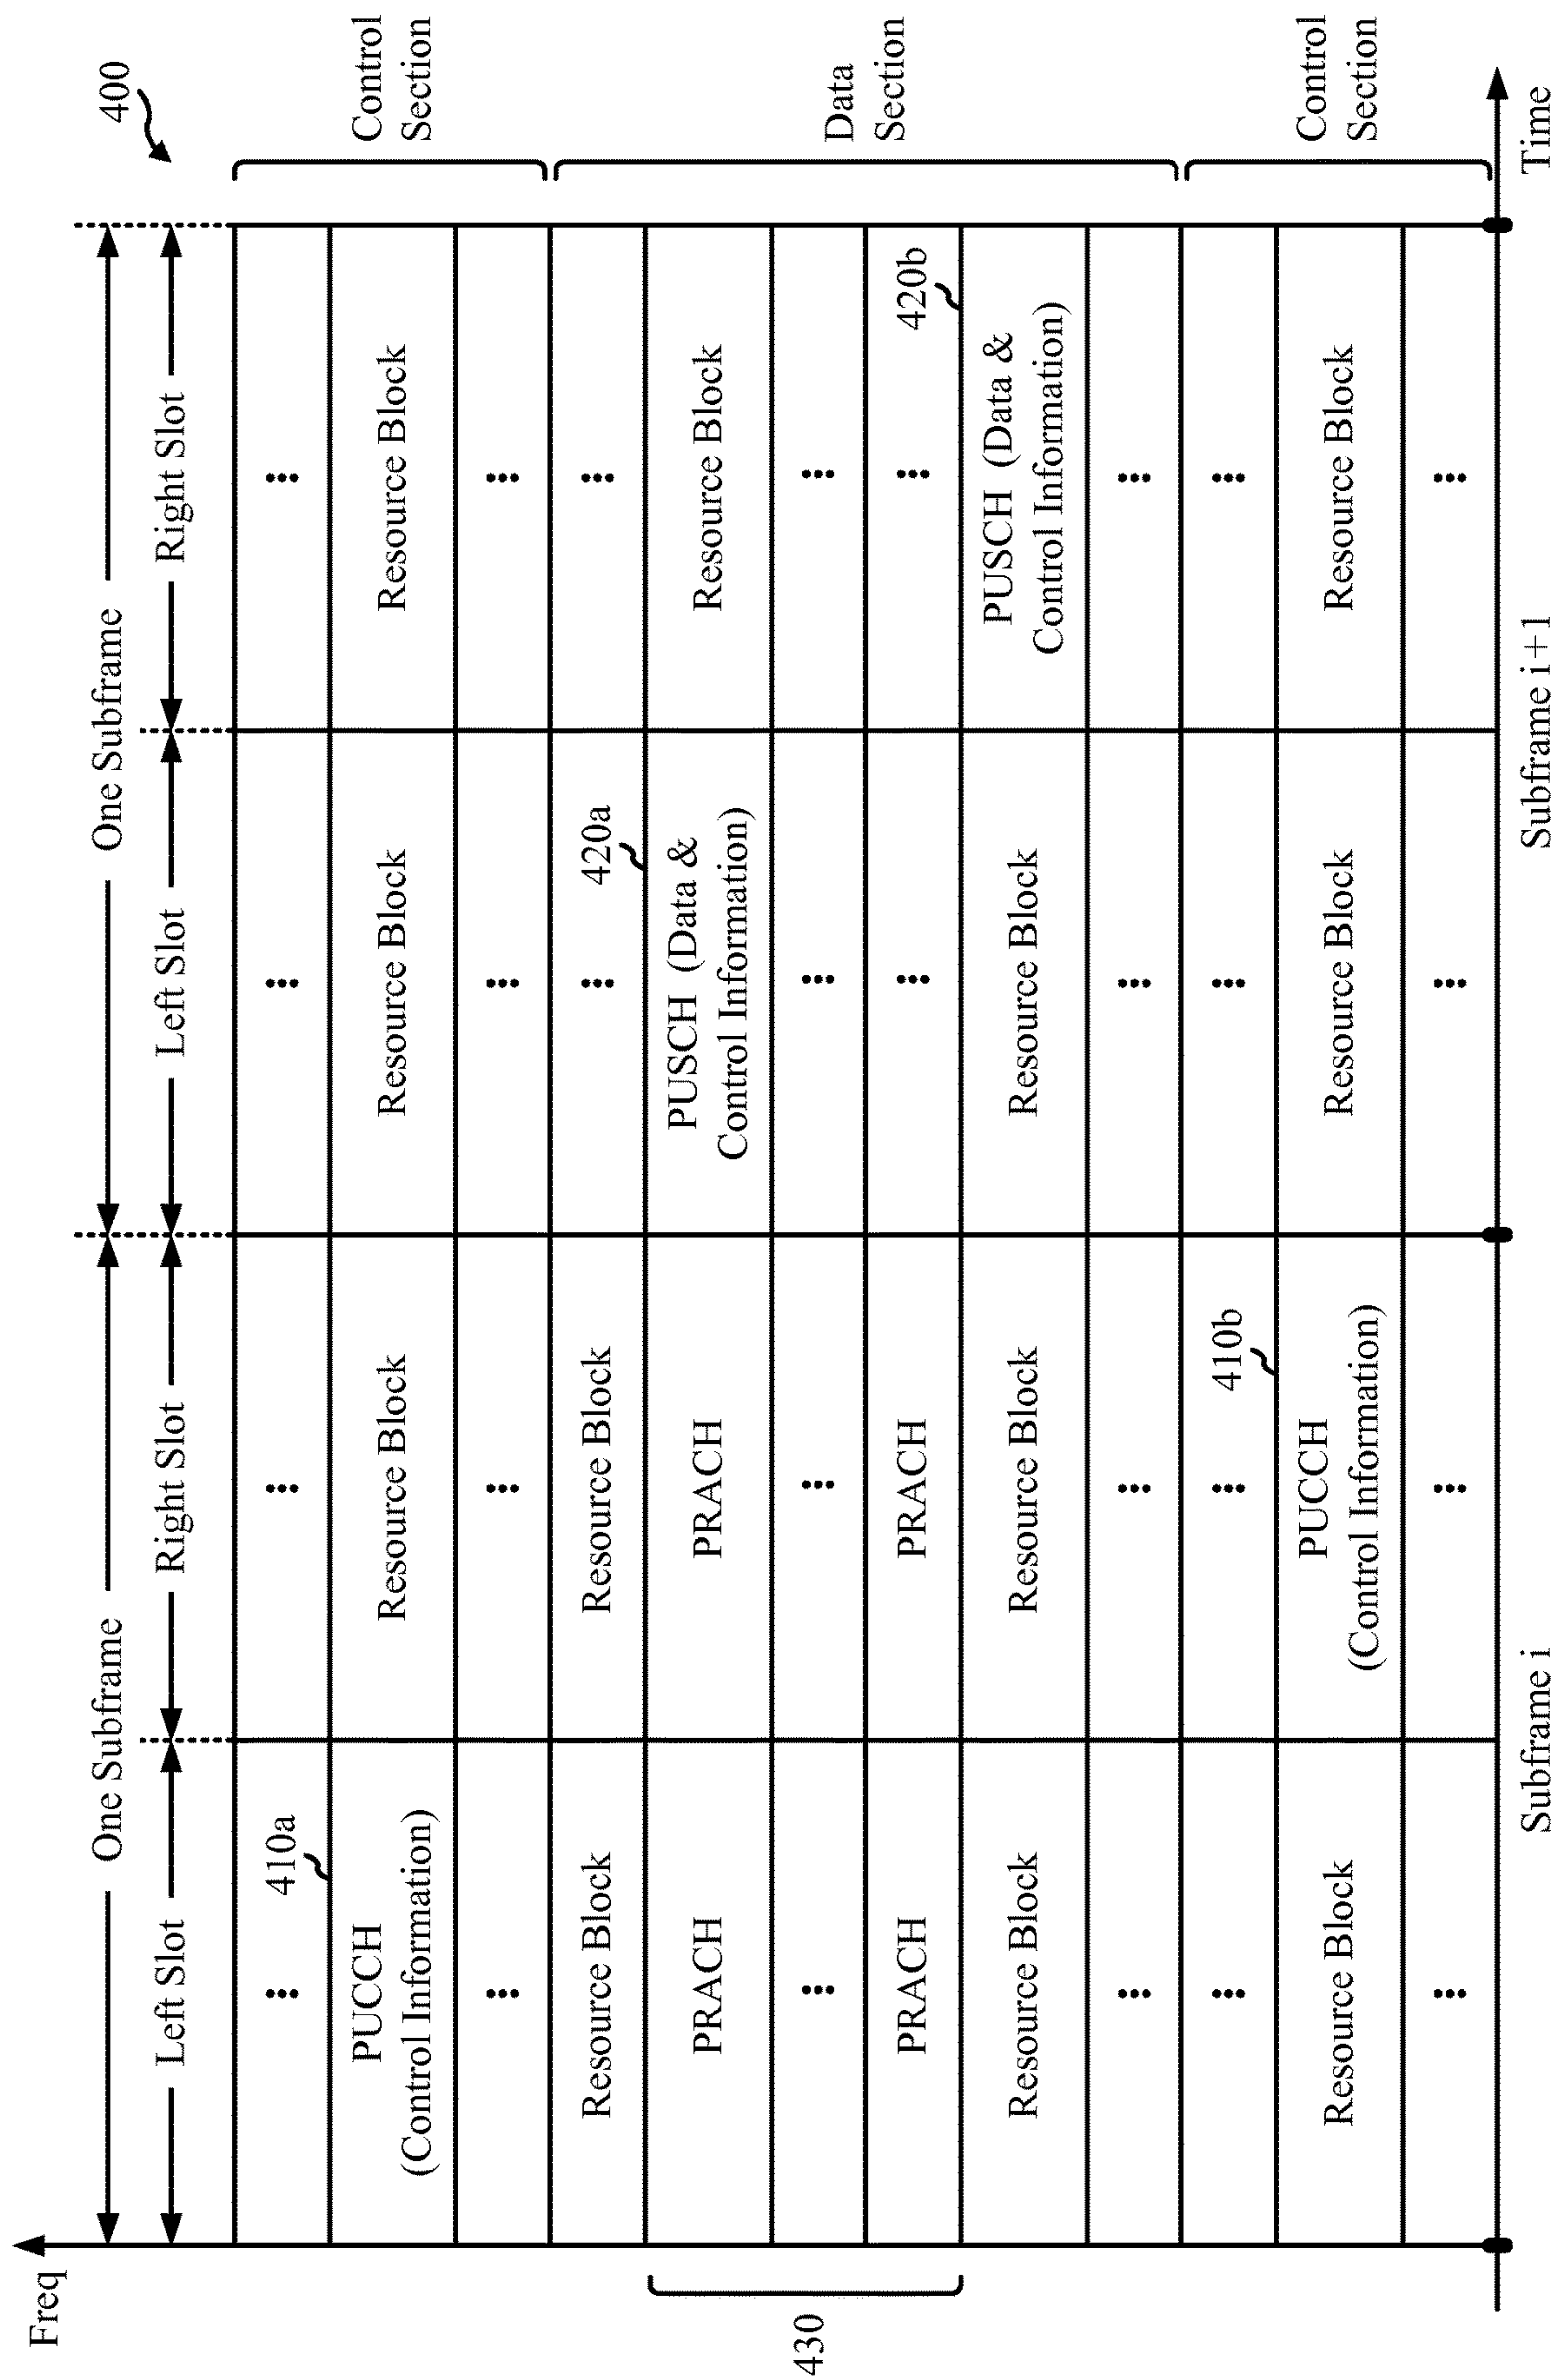 400
One Subframe
One Subframe
Left Slot
Right Slot
Left Slot
Right Slot
Freq
⋮
410a
⋮
⋮
⋮
PUCCH
(Control Information)
Resource Block
Resource Block
Resource Block
Control
Section
⋮
⋮
⋮
⋮
Resource Block
Resource Block
⋮
420a
⋮
PRACH
PRACH
PUSCH (Data &
Control Information)
Resource Block
430
⋮
⋮
⋮
⋮
Data
Section
PRACH
PRACH
⋮
⋮
420b
Resource Block
Resource Block
Resource Block
PUSCH (Data &
Control Information)
⋮
⋮
⋮
⋮
⋮
⋮
410b
⋮
⋮
Resource Block
PUCCH
(Control Information)
Resource Block
Resource Block
Control
Section
⋮
⋮
⋮
⋮
Subframe i
Subframe i+1
Time